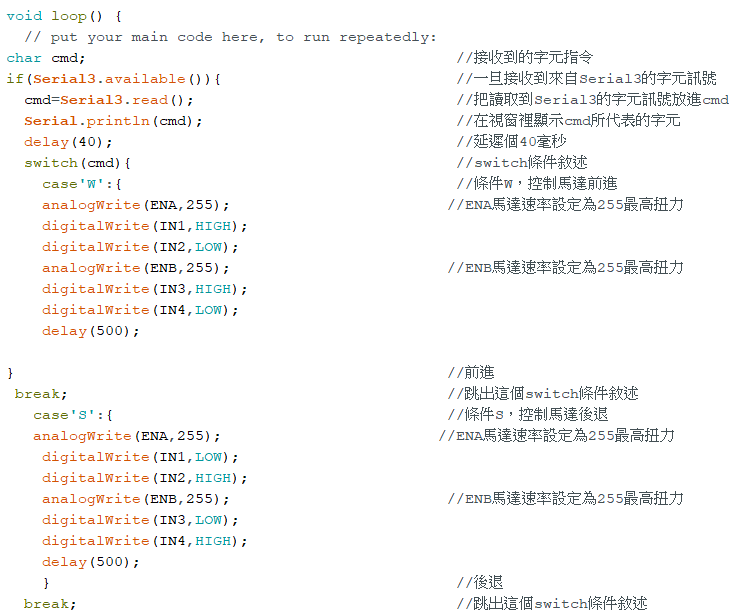 void loop() {
  // put your main code here, to run repeatedly:
char cmd;                                         //接收到的字元指令
if(Serial3.available()){                          //一旦接收到來自Serial3的字元訊號
  cmd=Serial3.read();                             //把讀取到Serial3的字元訊號放進cmd
  Serial.println(cmd);                            //在視窗裡顯示cmd所代表的字元
  delay(40);                                      //延遲個40毫秒
  switch(cmd){                                    //switch條件敘述
    case'W':{                                     //條件W，控制馬達前進
    analogWrite(ENA,255);                        //ENA馬達速率設定為255最高扭力
    digitalWrite(IN1,HIGH);
    digitalWrite(IN2,LOW);
    analogWrite(ENB,255);                        //ENB馬達速率設定為255最高扭力
    digitalWrite(IN3,HIGH);
    digitalWrite(IN4,LOW);
    delay(500);
}                                                //前進
 break;                                          //跳出這個switch條件敘述
   case'S':{                                     //條件S，控制馬達後退
   analogWrite(ENA,255);                        //ENA馬達速率設定為255最高扭力
    digitalWrite(IN1,LOW);
    digitalWrite(IN2,HIGH);
    analogWrite(ENB,255);                        //ENB馬達速率設定為255最高扭力
    digitalWrite(IN3,LOW);
    digitalWrite(IN4,HIGH);
    delay(500);
    }                                             //後退
  break;                                          //跳出這個switch條件敘述